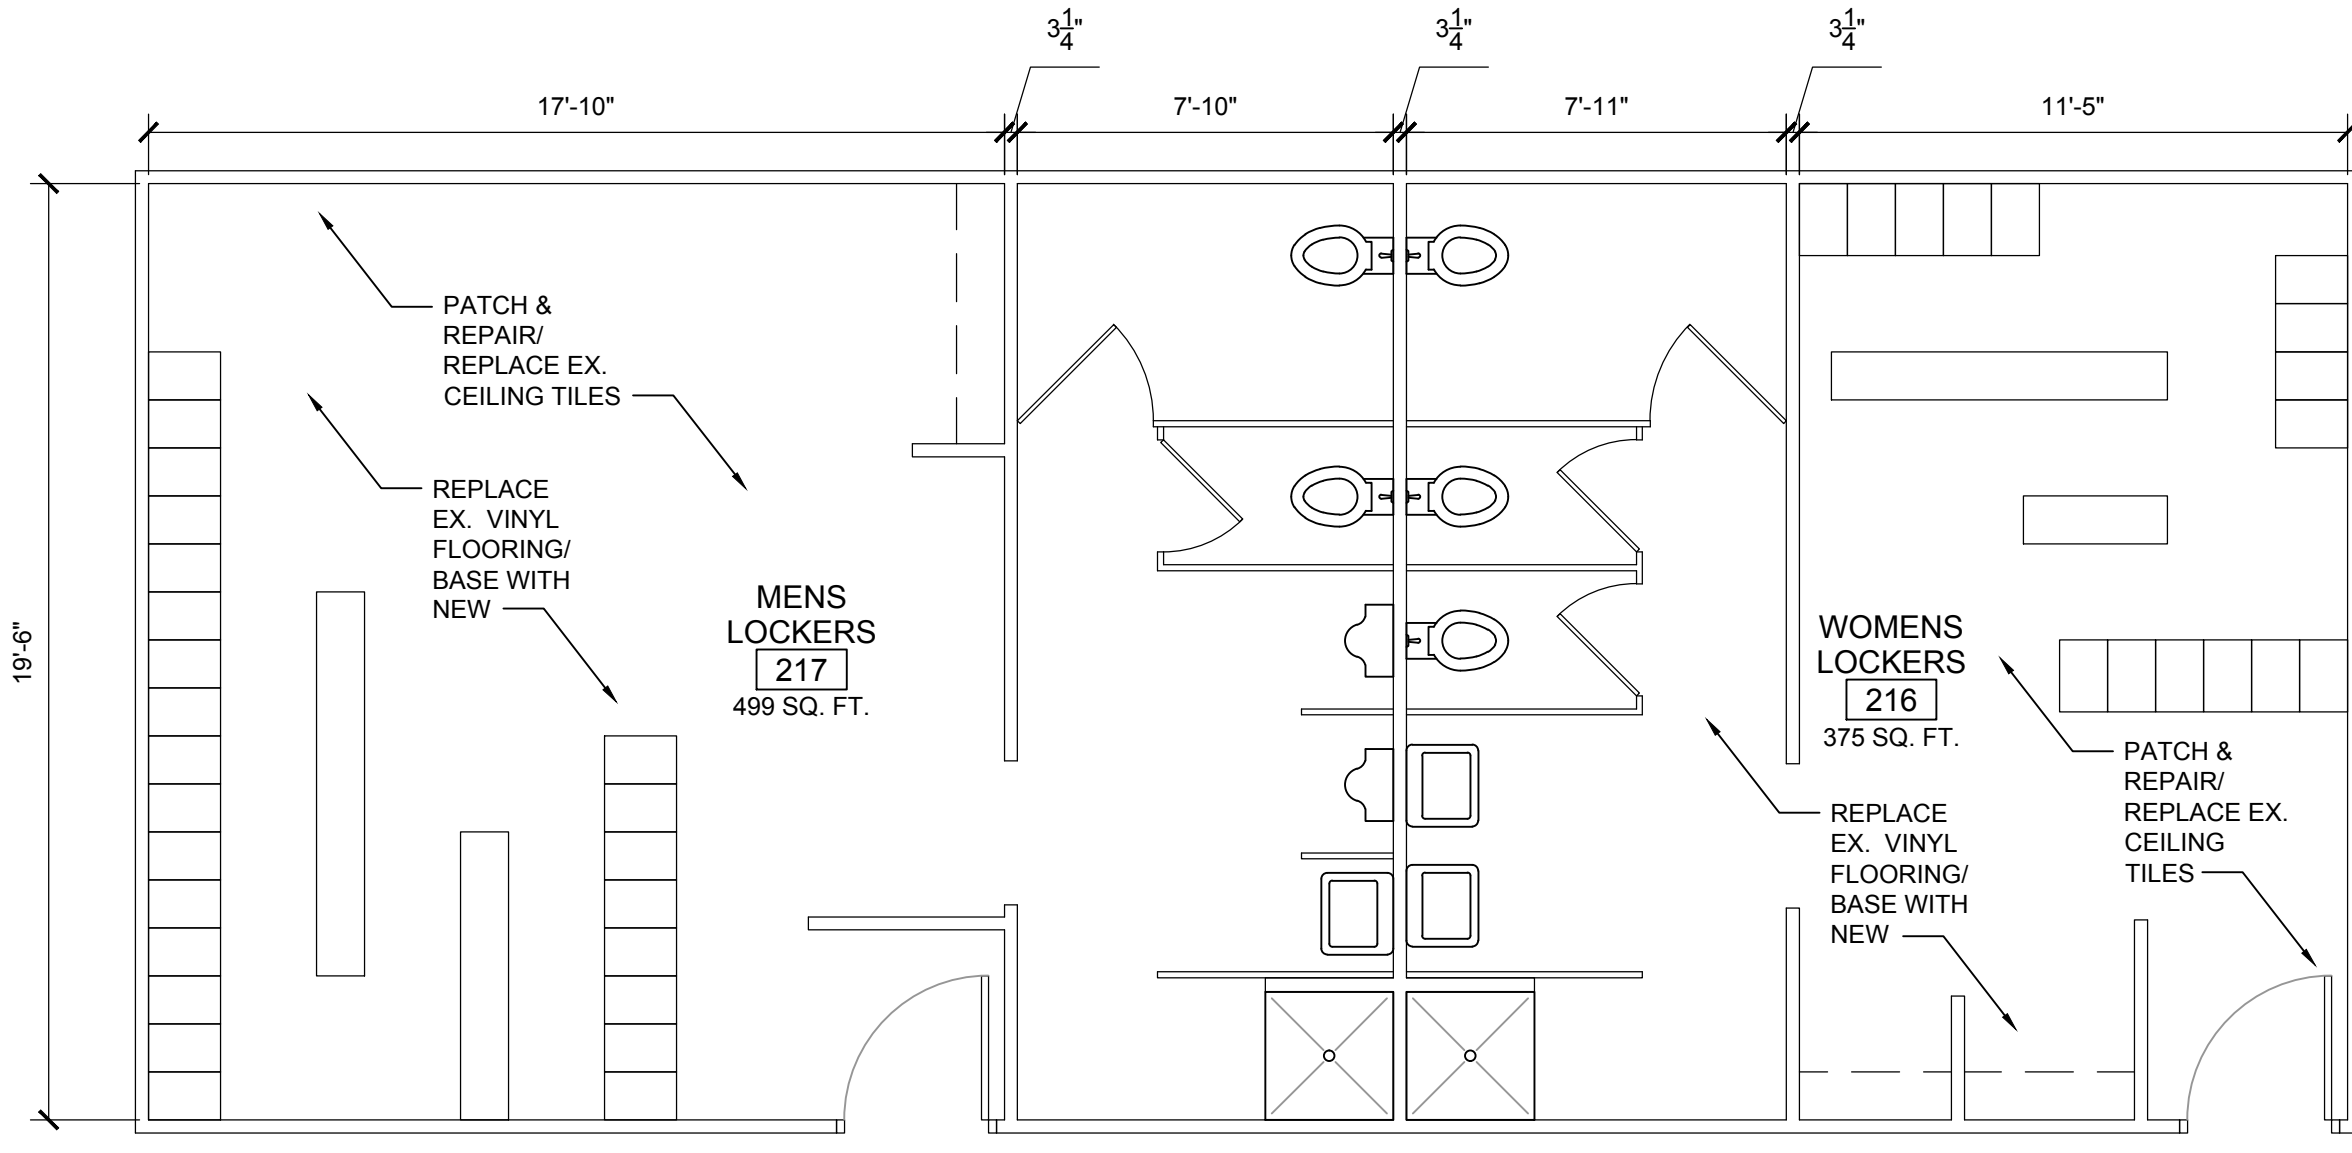 3 1/4"
3 1/4"
3 1/4"
17'-10"
7'-10"
7'-11"
11'-5"
19'-6"
PATCH &
REPAIR/
REPLACE EX.
CEILING TILES
REPLACE
EX. VINYL
FLOORING/
BASE WITH
NEW
MENS
LOCKERS
217
499 SQ. FT.
WOMENS
LOCKERS
216
375 SQ. FT.
REPLACE
EX. VINYL
FLOORING/
BASE WITH
NEW
PATCH &
REPAIR/
REPLACE EX.
CEILING
TILES